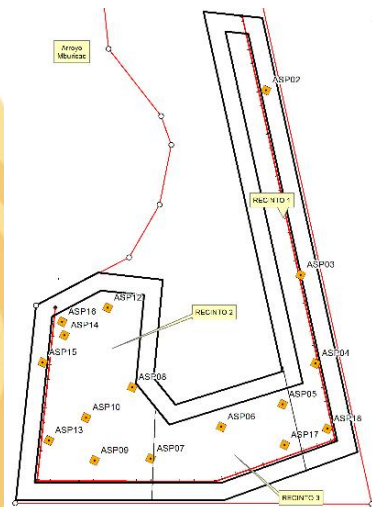 Arroyo
Mburicao
ASP02
RECINTO 1
ASP03
ASP12
ASP16
RECINTO 2
ASP14
ASP15
ASP04
ASP08
ASP05
ASP10
ASP06
ASP18
ASP13
ASP17
ASP09
ASP07
RECINTO 3